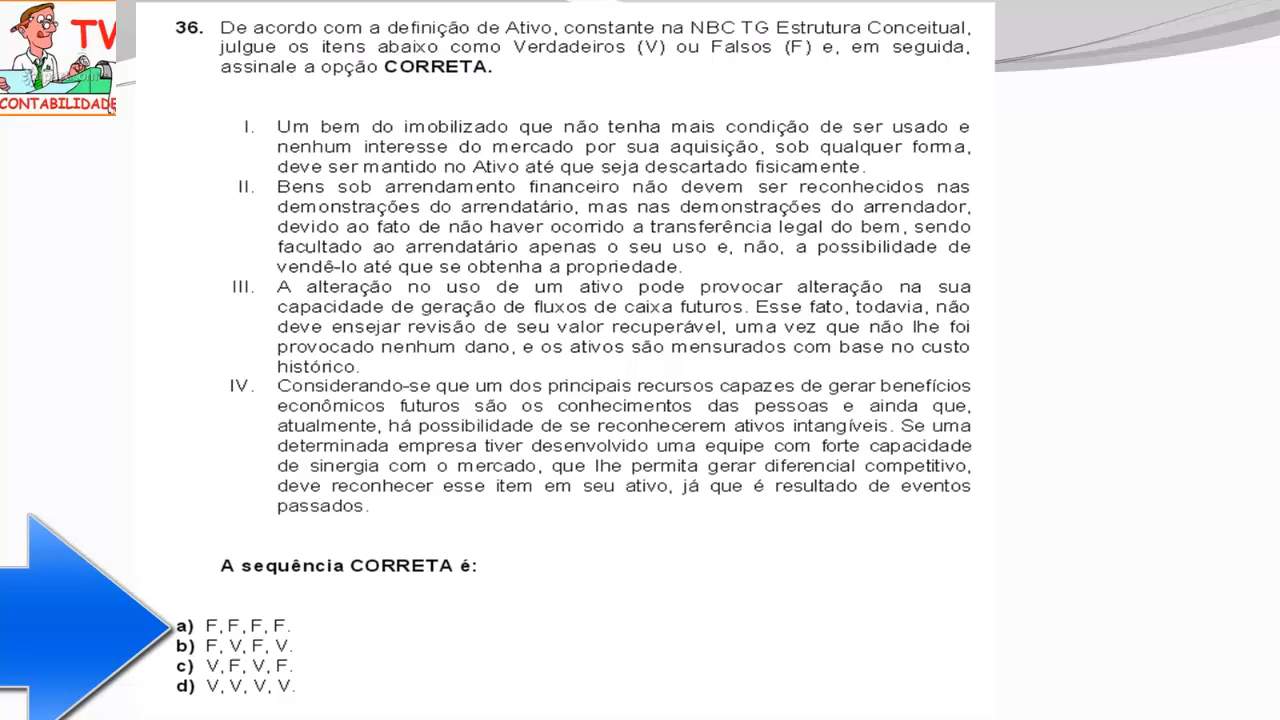 TV
CONTABILIDADE
36. De acordo com a definição de Ativo, constante na NBC TG Estrutura Conceitual,
julgue os itens abaixo como Verdadeiros (V) ou Falsos (F) e, em seguida,
assinale a opção CORRETA.
I. Um bem do imobilizado que não tenha mais condição de ser usado e
nenhum interesse do mercado por sua aquisição, sob qualquer forma,
deve ser mantido no Ativo até que seja descartado fisicamente.
II. Bens sob arrendamento financeiro não devem ser reconhecidos nas
demonstrações do arrendatário, mas nas demonstrações do arrendador,
devido ao fato de não haver ocorrido a transferência legal do bem, sendo
facultado ao arrendatário apenas o seu uso e, não, a possibilidade de
vendê-lo até que se obtenha a propriedade.
III. A alteração no uso de um ativo pode provocar alteração na sua
capacidade de geração de fluxos de caixa futuros. Esse fato, todavia, não
deve ensejar revisão de seu valor recuperável, uma vez que não lhe foi
provocado nenhum dano, e os ativos são mensurados com base no custo
histórico.
IV. Considerando-se que um dos principais recursos capazes de gerar benefícios
econômicos futuros são os conhecimentos das pessoas e ainda que,
atualmente, há possibilidade de se reconhecerem ativos intangíveis. Se uma
determinada empresa tiver desenvolvido uma equipe com forte capacidade
de sinergia com o mercado, que lhe permita gerar diferencial competitivo,
deve reconhecer esse item em seu ativo, já que é resultado de eventos
passados.
A sequência CORRETA é:
a) F, F, F, F.
b) F, V, F, V.
c) V, F, V, F.
d) V, V, V, V.